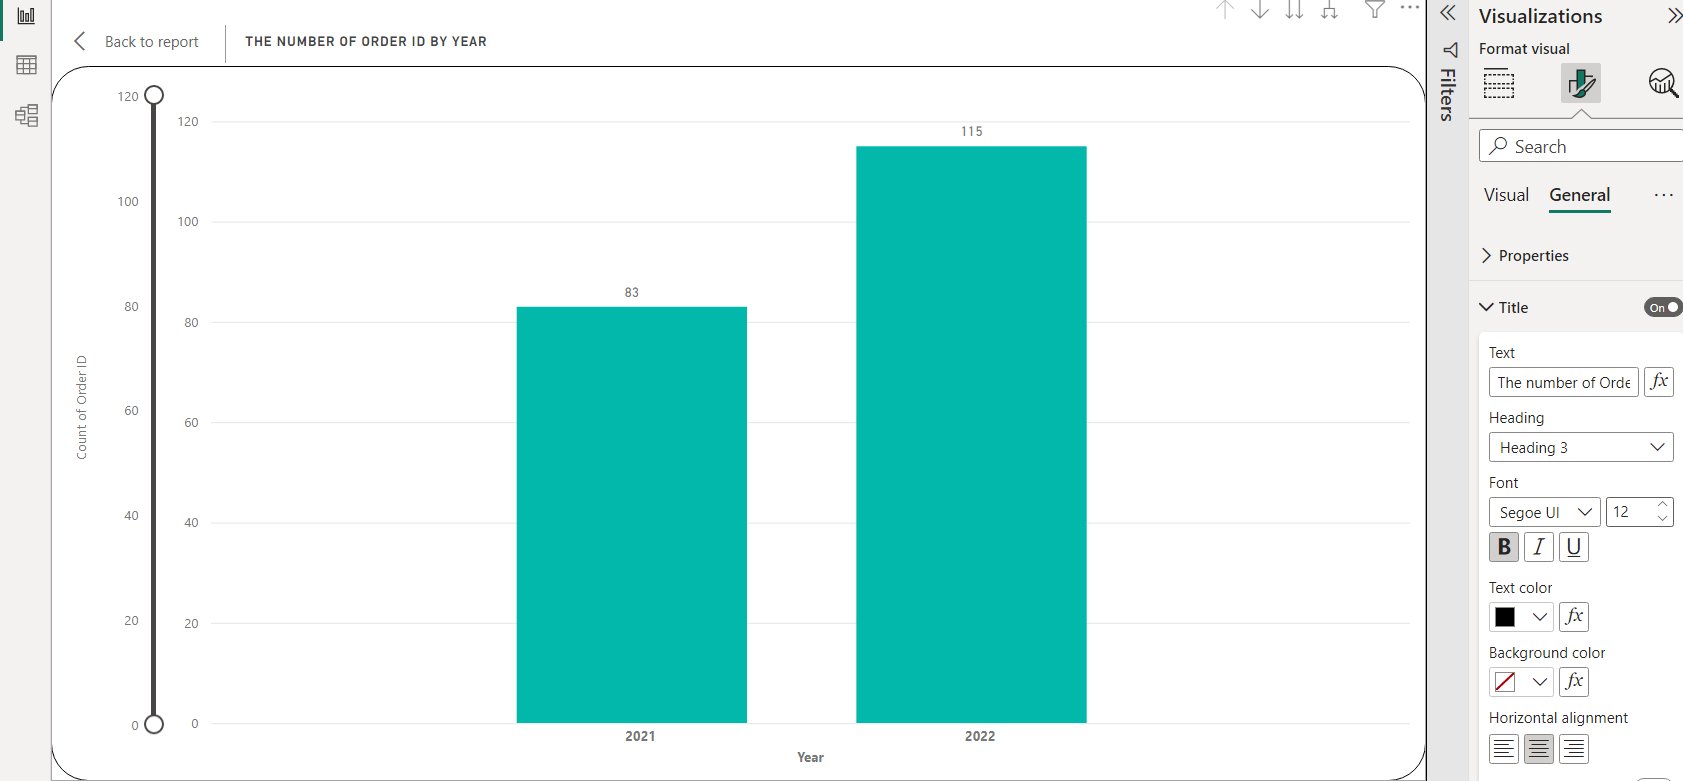 Back to report
THE NUMBER OF ORDER ID BY YEAR
120
100
80
60
40
20
0
Count of Order ID
120
100
80
60
40
20
0
83
115
2021
2022
Year
Filters
Visualizations
Format visual
Search
Visual
General
Properties
Title
On
Text
The number of Orde
fx
Heading
Heading 3
Font
Segoe UI
12
B
I
U
Text color
fx
Background color
fx
Horizontal alignment